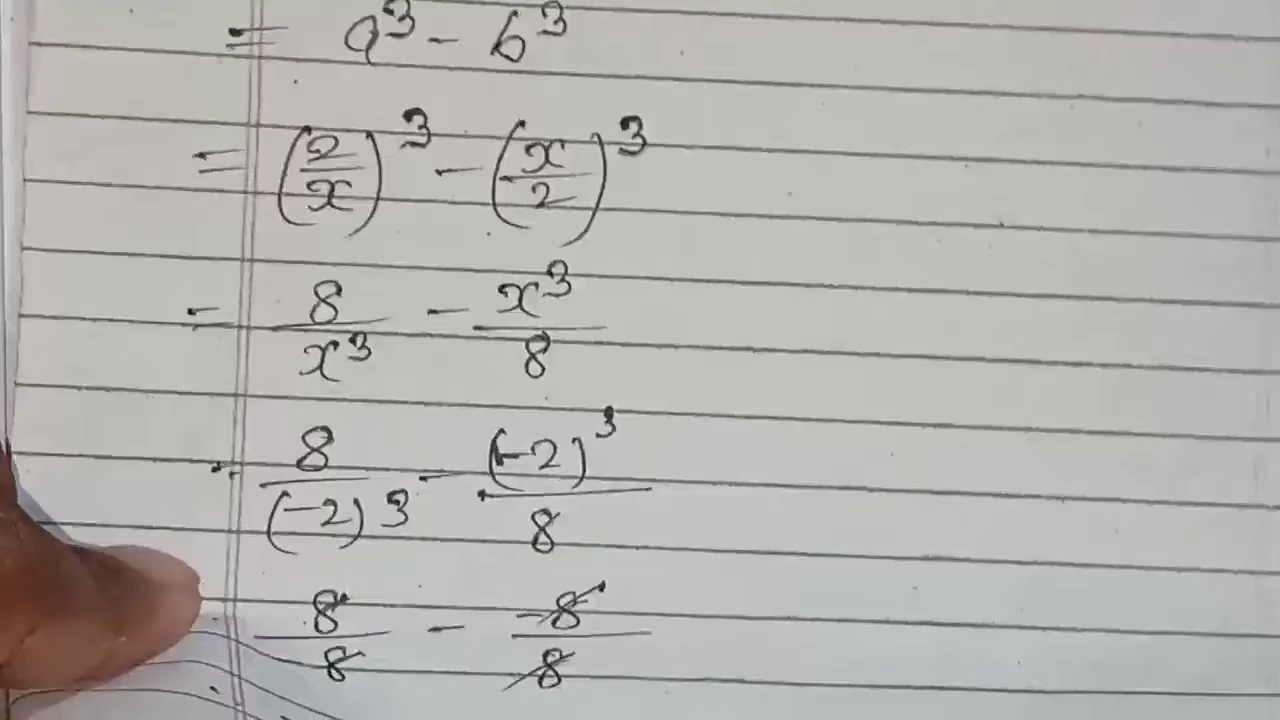 = a³ - b³
= (2/x)³ - (x/2)³
= 8/x³ - x³/8
8/(-2)³ - (-2)³/8
8/8 - -8/8